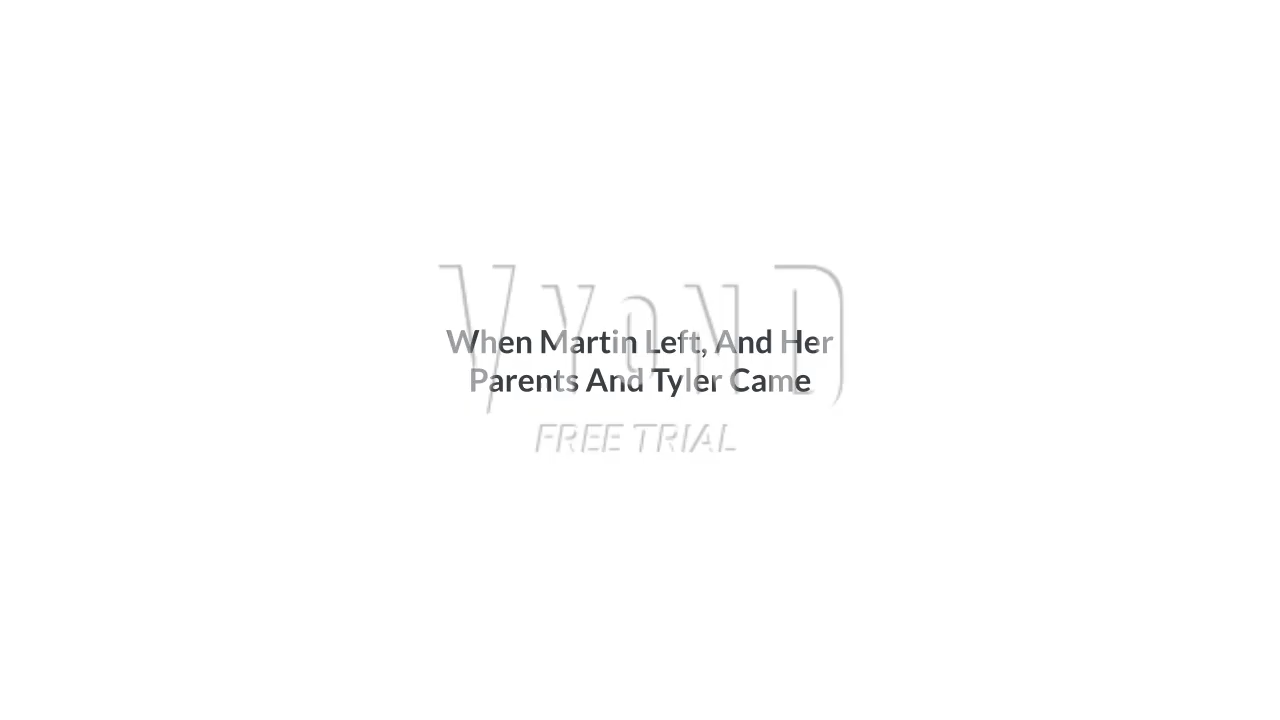 When Martin Left, And Her
Parents And Tyler Came
VYOND
FREE TRIAL